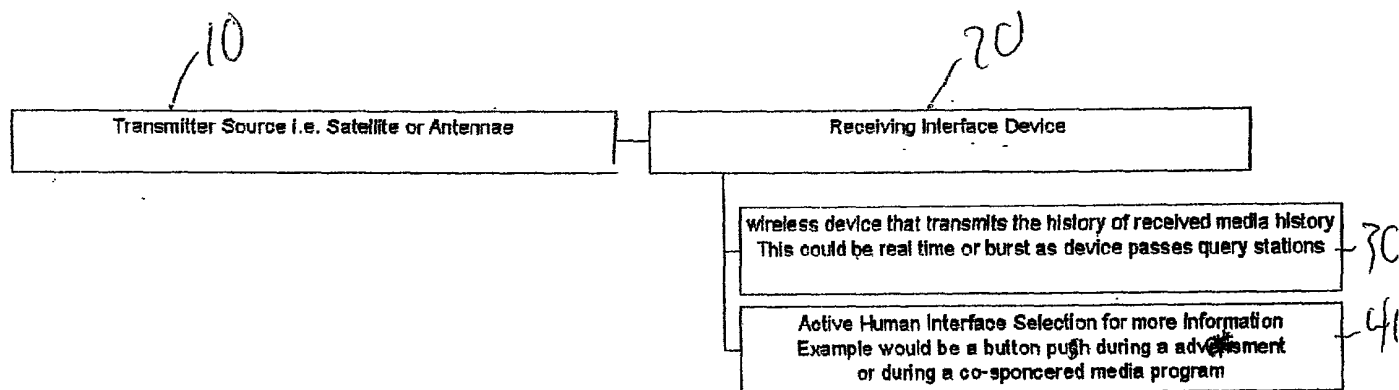 10
20
Transmitter Source i.e. Satellite or Antennae
Receiving Interface Device
wireless device that transmits the history of received media history
This could be real time or burst as device passes query stations
30
Active Human Interface Selection for more Information
Example would be a button push during a advertisment
or during a co-sponcered media program